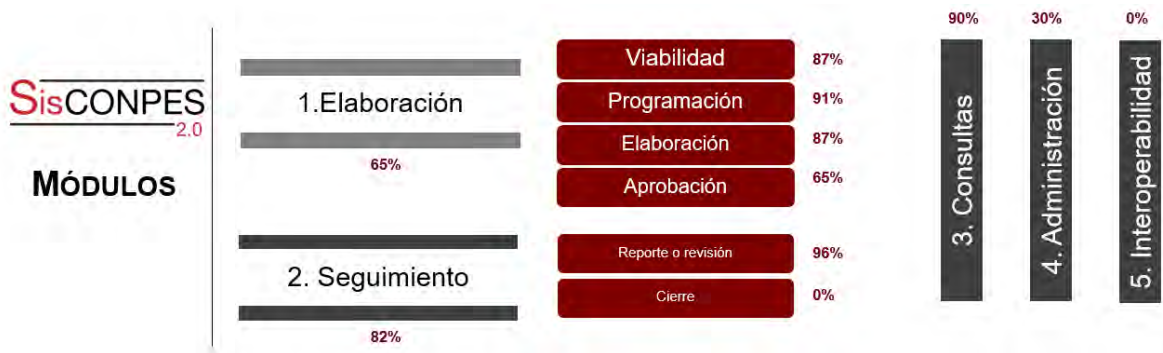 SisCONPES
2.0
MÓDULOS
1.Elaboración
65%
Viabilidad
87%
Programación
91%
Elaboración
87%
Aprobación
65%
2. Seguimiento
82%
Reporte o revisión
96%
Cierre
0%
90%
3. Consultas
30%
4. Administración
0%
5. Interoperabilidad